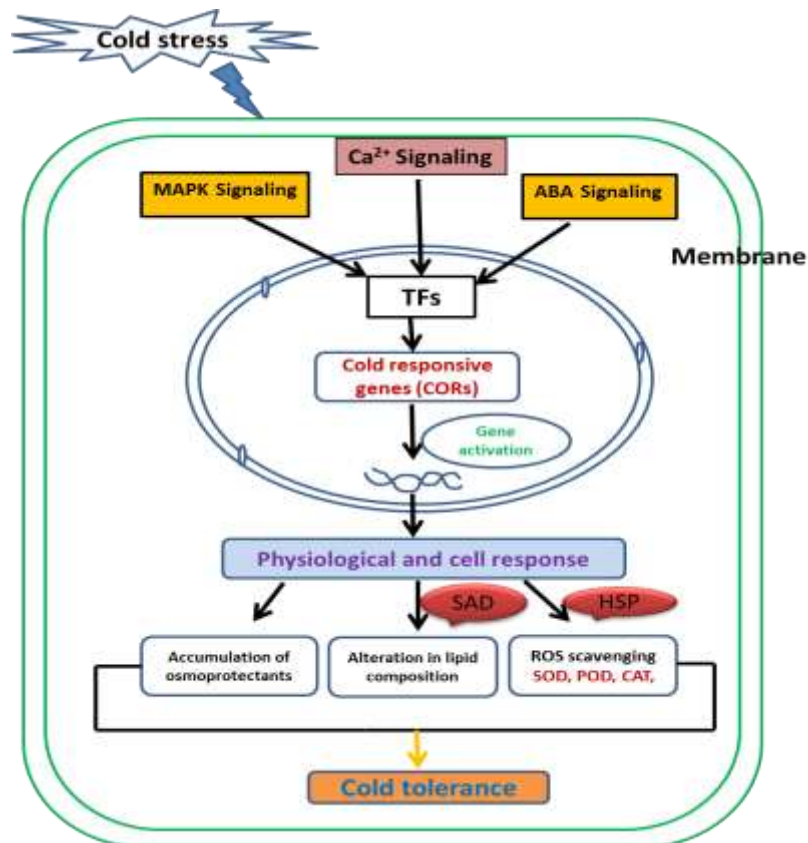 Cold stress
Ca²⁺ Signaling
MAPK Signaling
ABA Signaling
Membrane
TFs
Cold responsive
genes (CORs)
Gene
activation
Physiological and cell response
SAD
HSP
Accumulation of
osmoprotectants
Alteration in lipid
composition
ROS scavenging
SOD, POD, CAT,
Cold tolerance